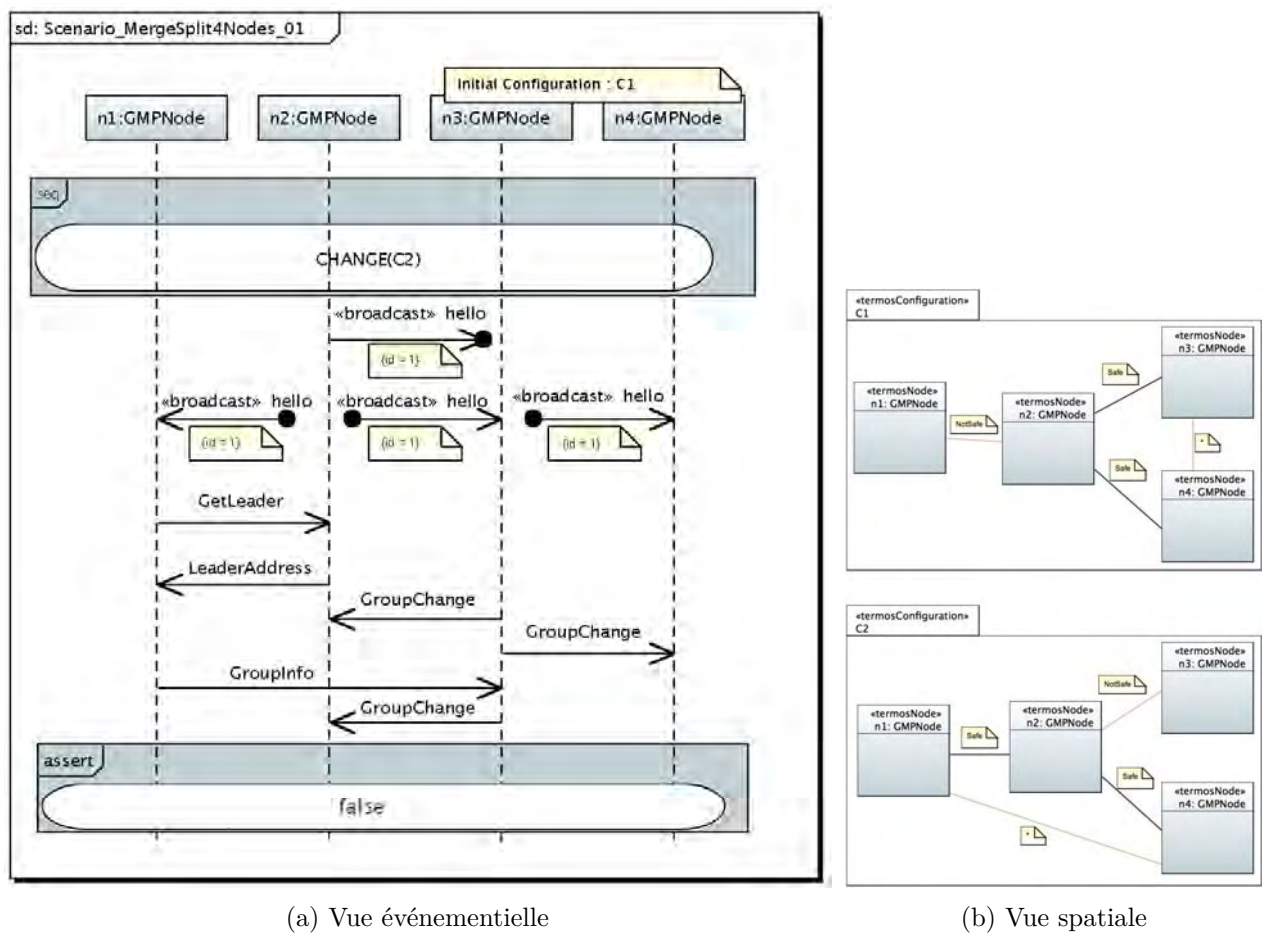 sd: Scenario_MergeSplit4Nodes_01
Initial Configuration : C1
n1:GMPNode
n2:GMPNode
n3:GMPNode
n4:GMPNode
seq
CHANGE(C2)
«broadcast» hello
{id = 1}
«broadcast» hello
«broadcast» hello
«broadcast» hello
{id = 1}
{id = 1}
{id = 1}
GetLeader
LeaderAddress
GroupChange
GroupChange
GroupInfo
GroupChange
assert
false
(a) Vue événementielle
«termosConfiguration»
C1
«termosNode»
n3: GMPNode
Safe
«termosNode»
n1: GMPNode
«termosNode»
n2: GMPNode
NotSafe
*
Safe
«termosNode»
n4: GMPNode
«termosConfiguration»
C2
«termosNode»
n3: GMPNode
NotSafe
«termosNode»
n1: GMPNode
«termosNode»
n2: GMPNode
Safe
Safe
«termosNode»
n4: GMPNode
*
(b) Vue spatiale